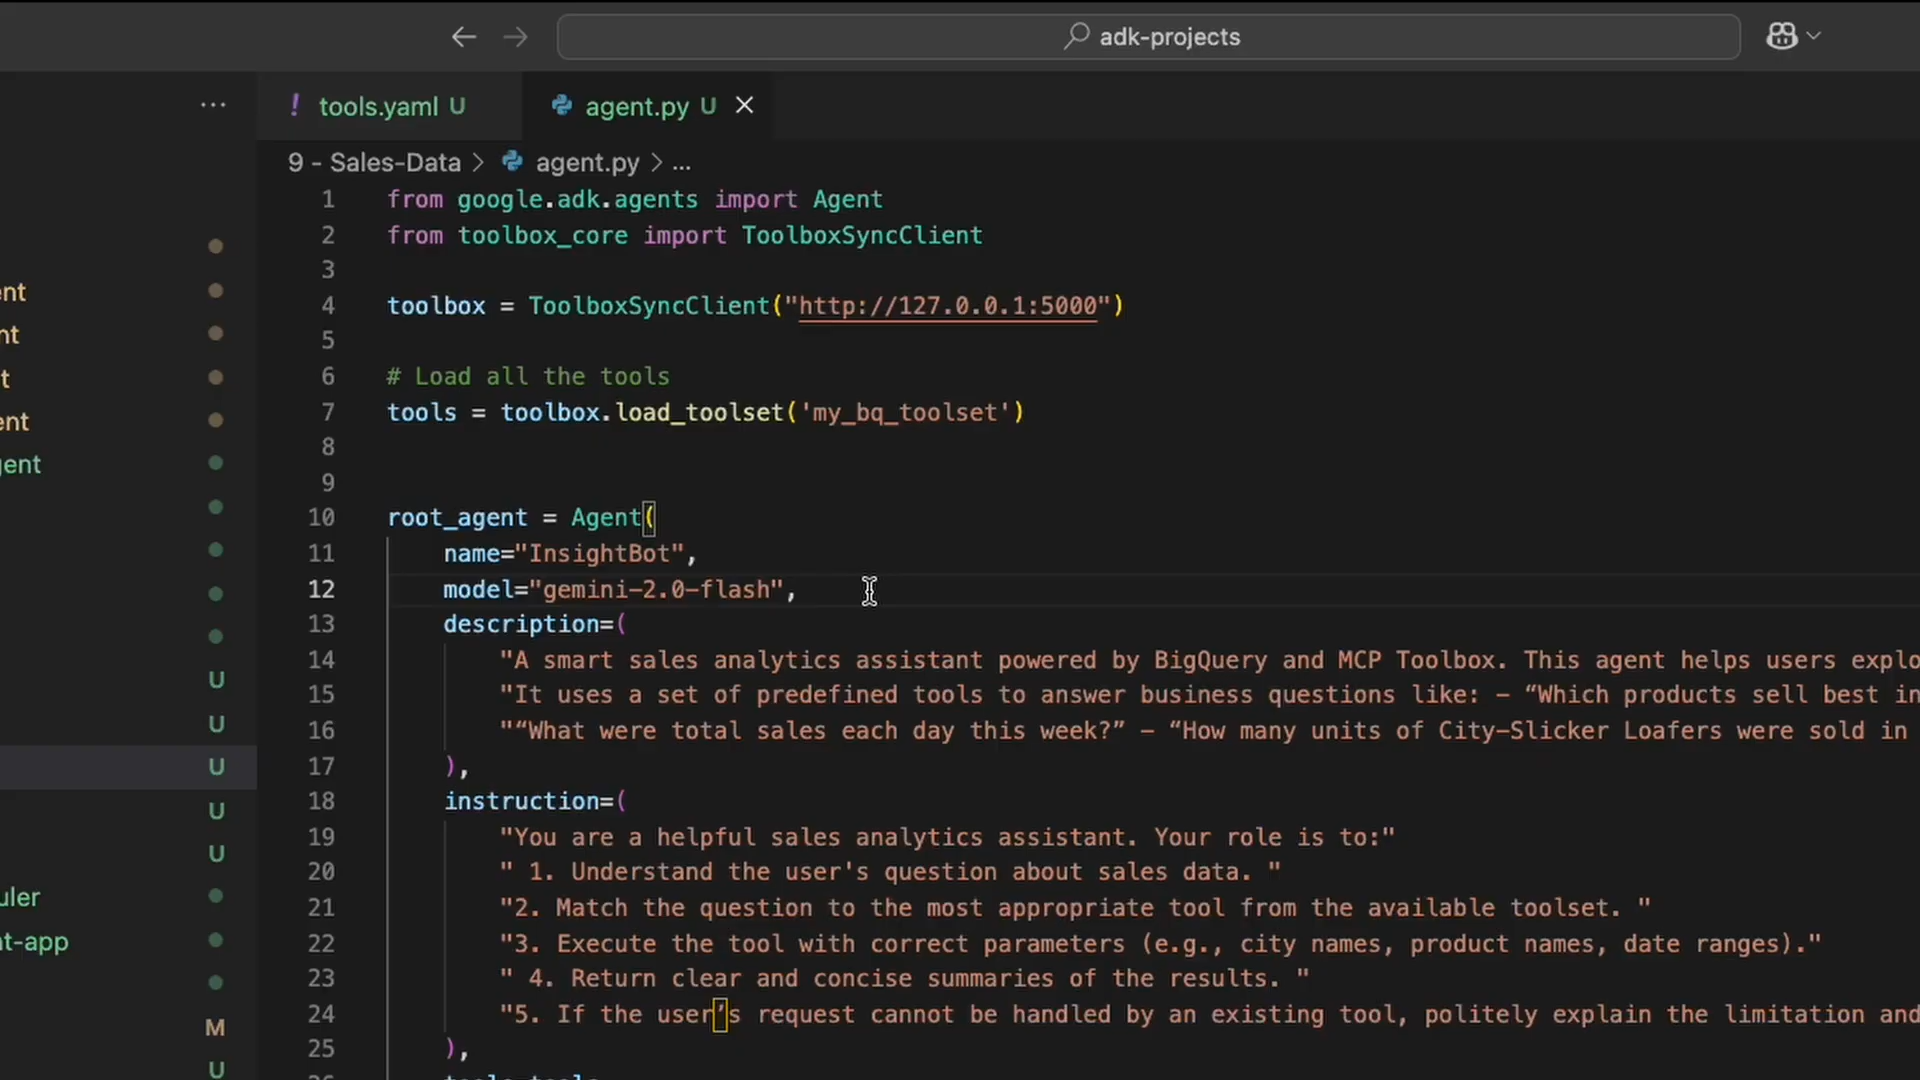 adk-projects
tools.yaml U
agent.py U
9 - Sales-Data > agent.py > ...
1 from google.adk.agents import Agent
2 from toolbox_core import ToolboxSyncClient
3
4 toolbox = ToolboxSyncClient("http://127.0.0.1:5000")
5
6 # Load all the tools
7 tools = toolbox.load_toolset('my_bq_toolset')
8
9
10 root_agent = Agent(
11 name="InsightBot",
12 model="gemini-2.0-flash",
13 description=(
14 "A smart sales analytics assistant powered by BigQuery and MCP Toolbox. This agent helps users explo
15 "It uses a set of predefined tools to answer business questions like: – “Which products sell best in
16 "“What were total sales each day this week?” – “How many units of City-Slicker Loafers were sold in
17 ),
18 instruction=(
19 "You are a helpful sales analytics assistant. Your role is to:"
20 " 1. Understand the user's question about sales data. "
21 "2. Match the question to the most appropriate tool from the available toolset. "
22 "3. Execute the tool with correct parameters (e.g., city names, product names, date ranges)."
23 " 4. Return clear and concise summaries of the results. "
24 "5. If the user’s request cannot be handled by an existing tool, politely explain the limitation and
25 ),
nt
nt
t
ent
gent
U
U
U
U
U
uler
t-app
M
U